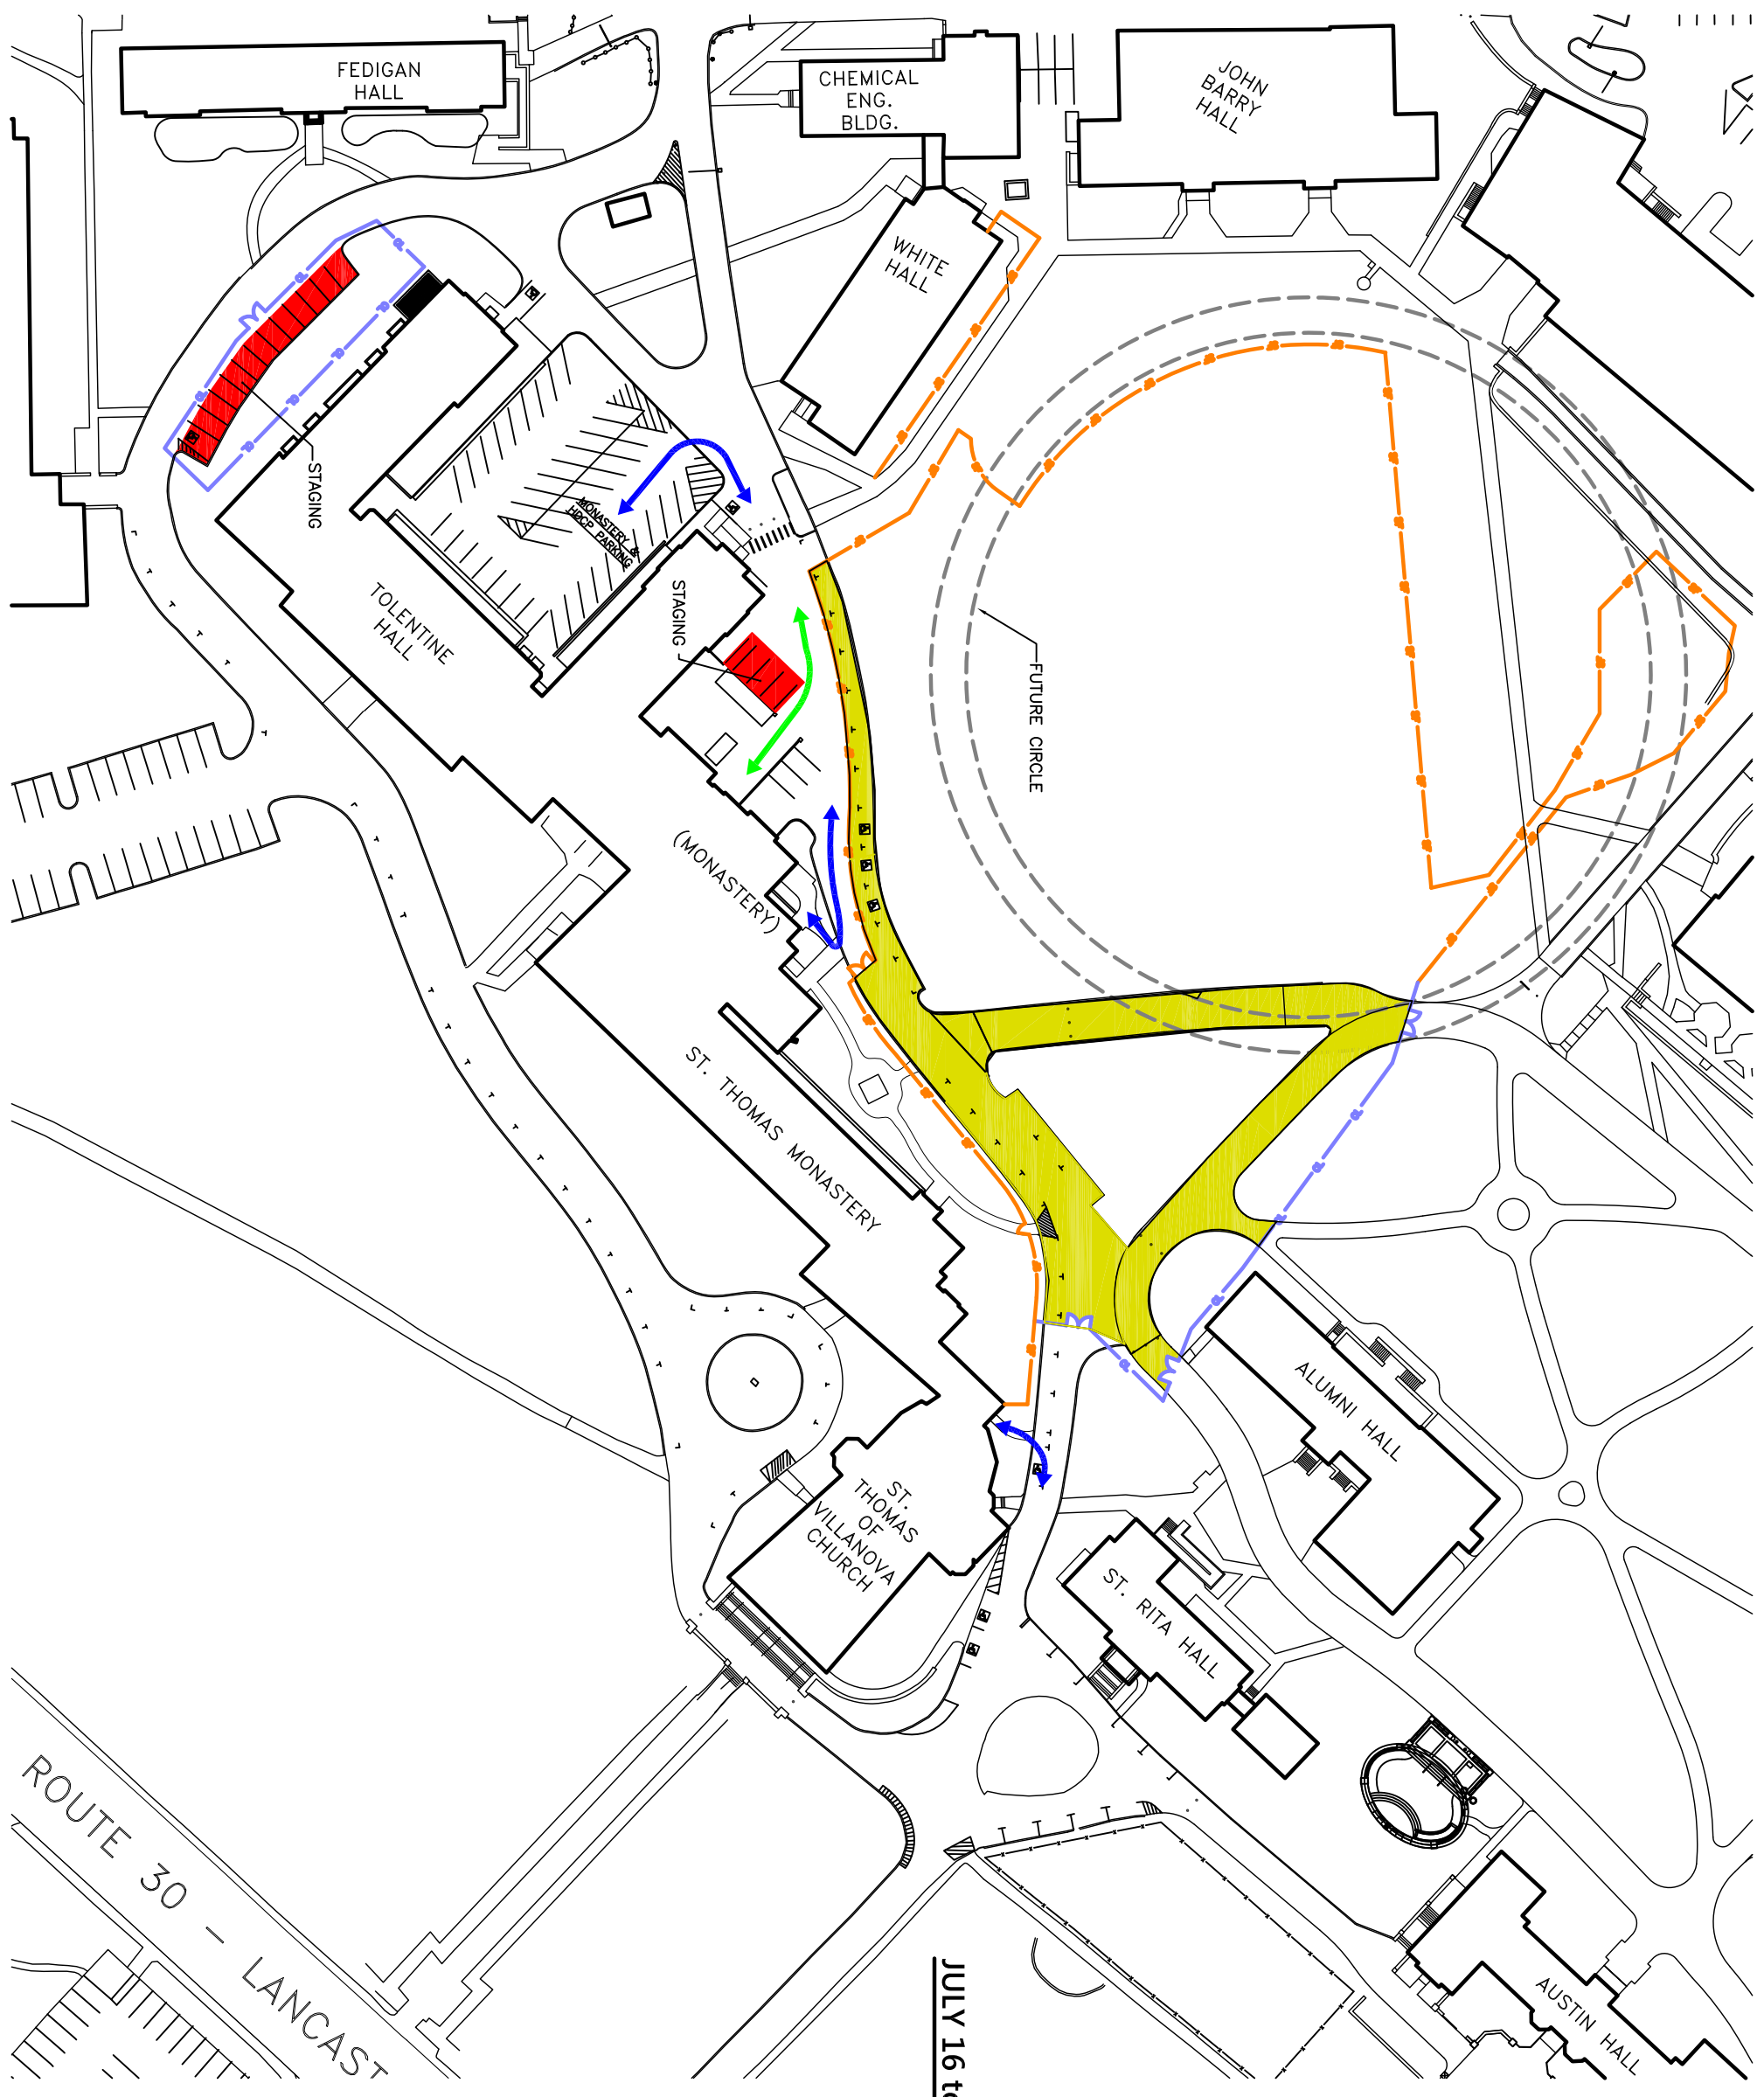 FEDIGAN
HALL
CHEMICAL
ENG.
BLDG.
JOHN
BARRY
HALL
WHITE
HALL
STAGING
MONASTERY &
HDCP PARKING
TOLENTINE
HALL
STAGING
FUTURE CIRCLE
(MONASTERY)
ST. THOMAS MONASTERY
ALUMNI HALL
ST.
THOMAS
OF
VILLANOVA
CHURCH
ST. RITA HALL
ROUTE 30 – LANCAST
AUSTIN HALL
JULY 16 to